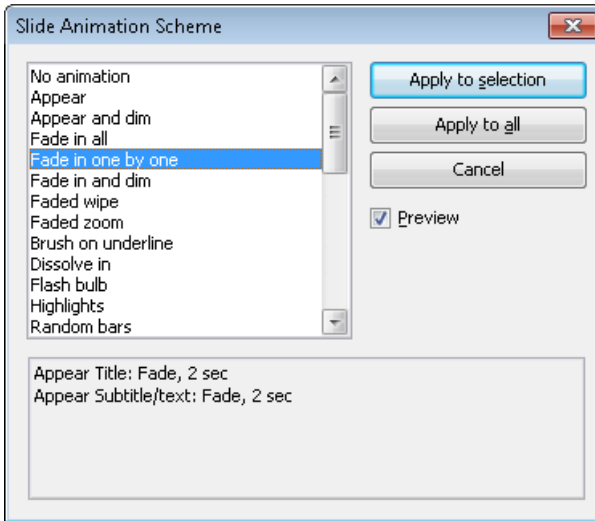 Slide Animation Scheme
No animation
Appear
Appear and dim
Fade in all
Fade in one by one
Fade in and dim
Faded wipe
Faded zoom
Brush on underline
Dissolve in
Flash bulb
Highlights
Random bars
Apply to selection
Apply to all
Cancel
Preview
Appear Title: Fade, 2 sec
Appear Subtitle/text: Fade, 2 sec